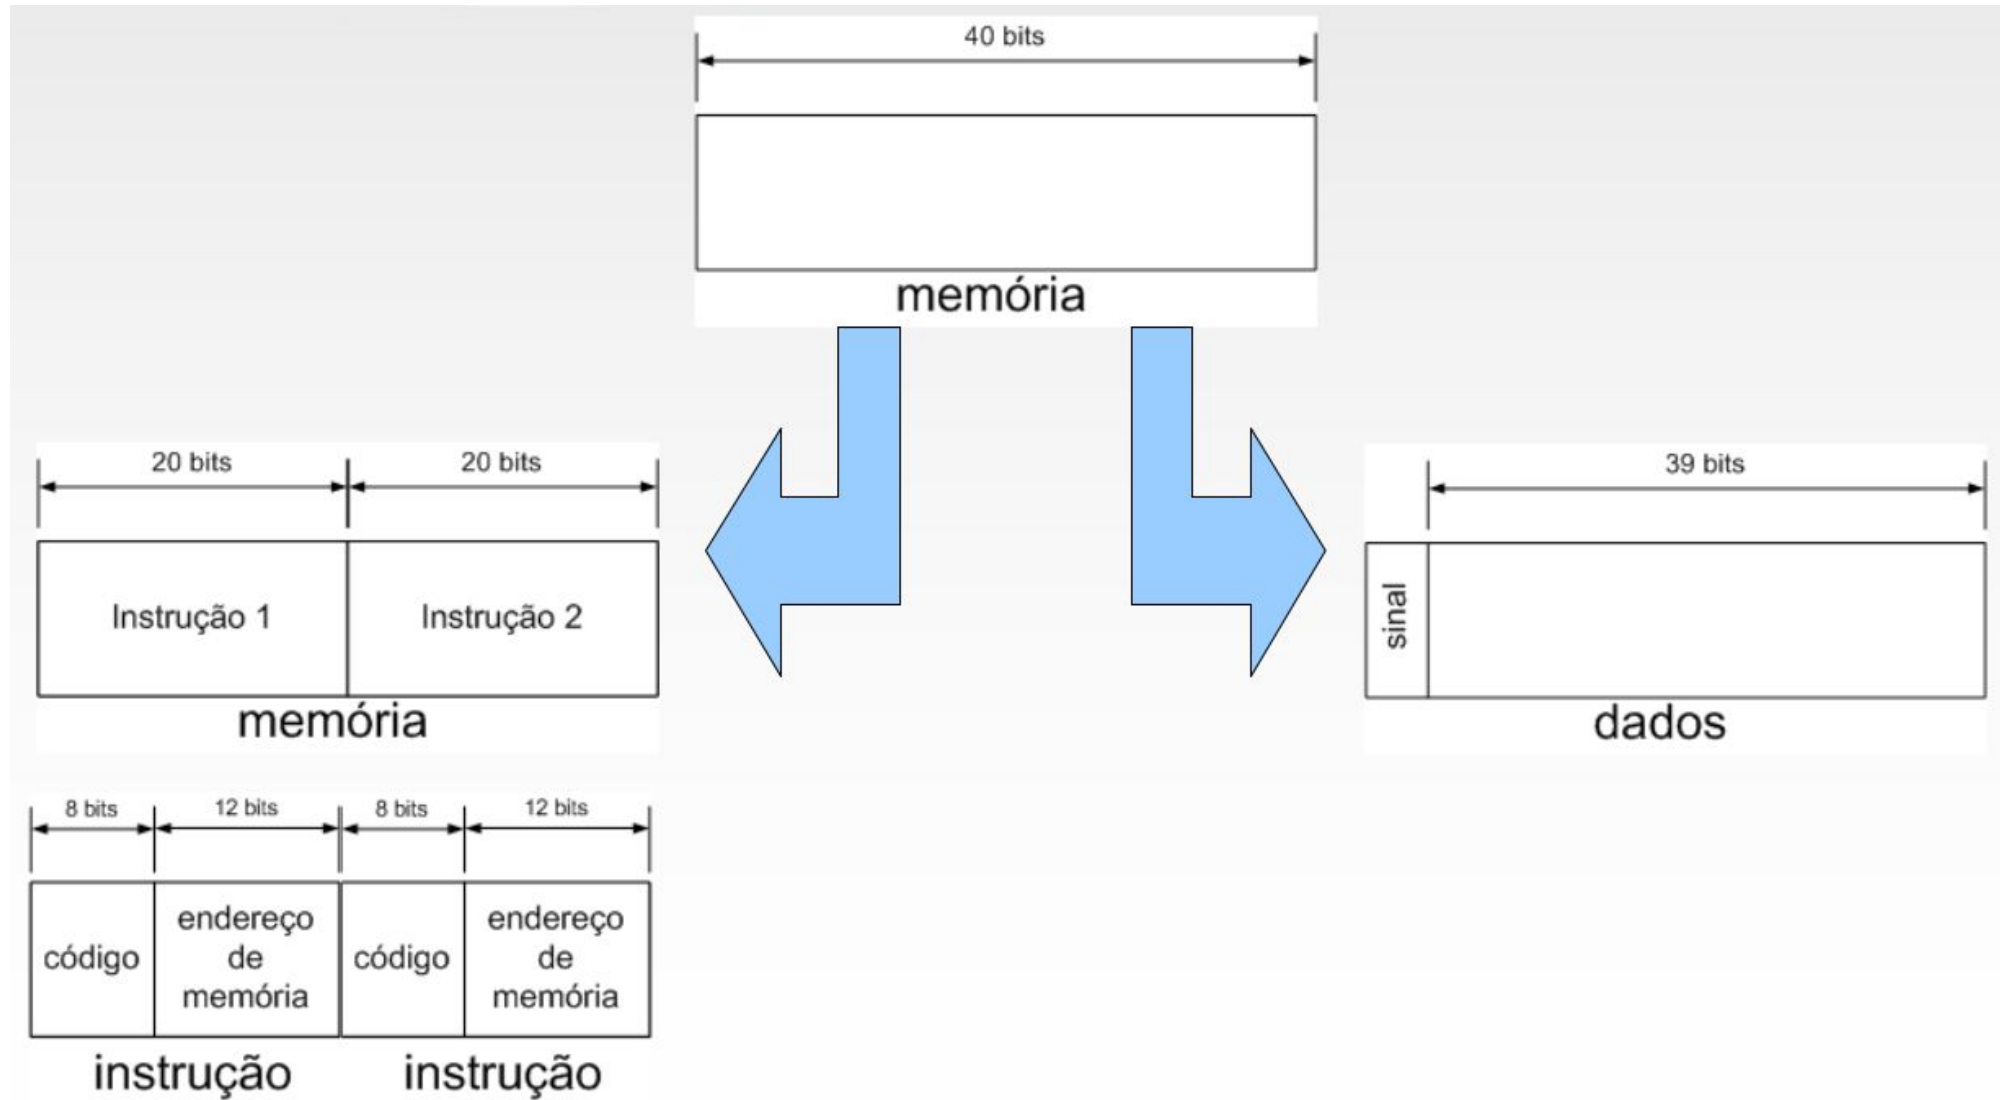 40 bits
memória
20 bits 20 bits
Instrução 1 Instrução 2
memória
39 bits
sinal
dados
8 bits 12 bits 8 bits 12 bits
código endereço de memória código endereço de memória
instrução instrução